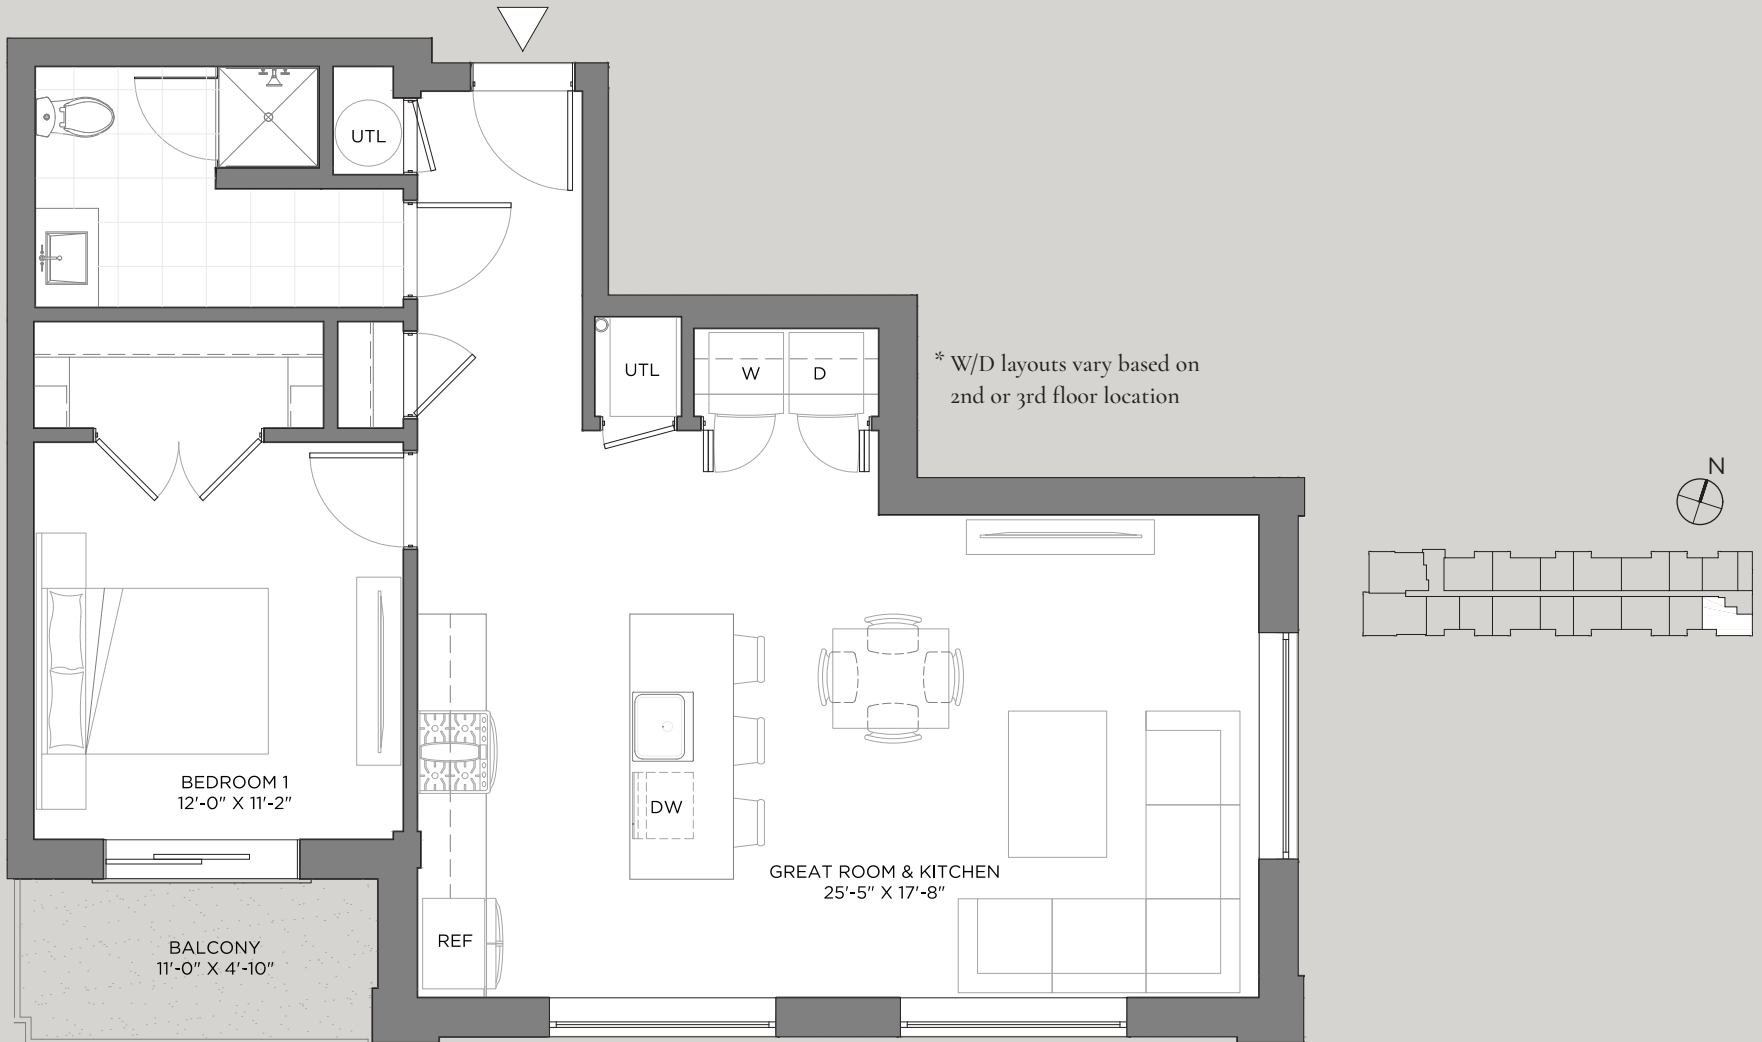 UTL
UTL
W
D
* W/D layouts vary based on
2nd or 3rd floor location
N
BEDROOM 1
12'-0" X 11'-2"
DW
GREAT ROOM & KITCHEN
25'-5" X 17'-8"
REF
BALCONY
11'-0" X 4'-10"